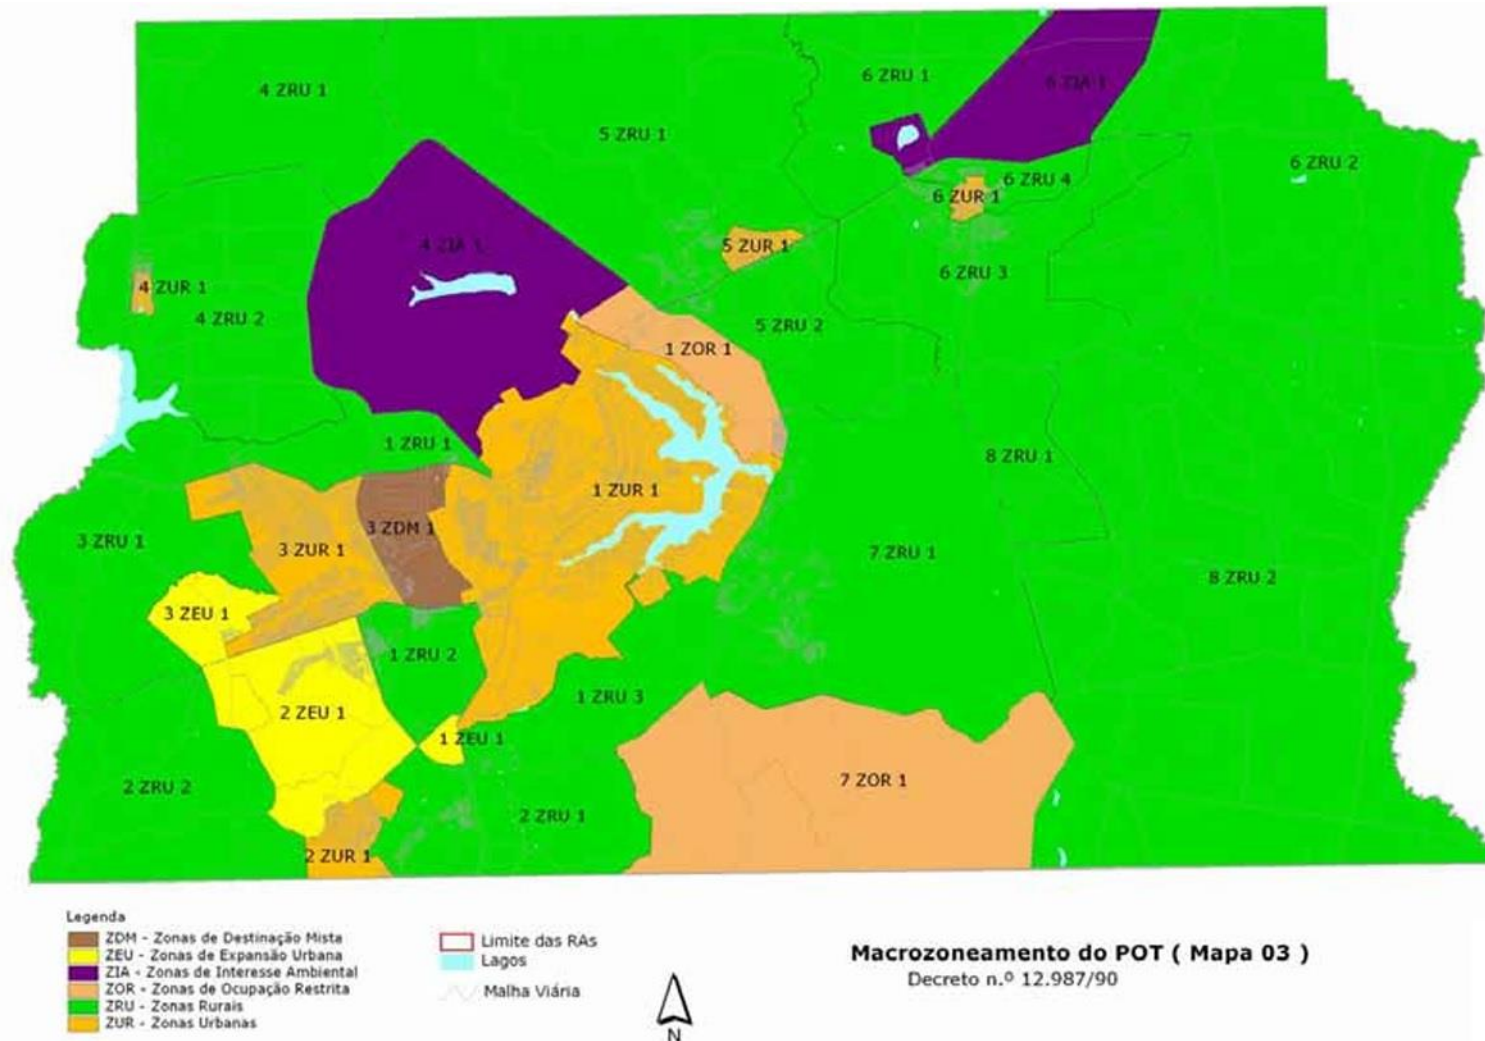 4 ZRU 1
6 ZRU 1
6 ZIA 1
5 ZRU 1
6 ZRU 2
6 ZRU 4
6 ZUR 1
4 ZIA 1
5 ZUR 1
6 ZRU 3
4 ZUR 1
4 ZRU 2
5 ZRU 2
1 ZOR 1
1 ZRU 1
8 ZRU 1
1 ZUR 1
3 ZDM 1
3 ZRU 1
3 ZUR 1
7 ZRU 1
8 ZRU 2
3 ZEU 1
1 ZRU 2
1 ZRU 3
2 ZEU 1
1 ZEU 1
7 ZOR 1
2 ZRU 2
2 ZRU 1
2 ZUR 1
Legenda
ZDM - Zonas de Destinação Mista
ZEU - Zonas de Expansão Urbana
ZIA - Zonas de Interesse Ambiental
ZOR - Zonas de Ocupação Restrita
ZRU - Zonas Rurais
ZUR - Zonas Urbanas
Limite das RAs
Lagos
Malha Viária
N
Macrozoneamento do POT ( Mapa 03 )
Decreto n.º 12.987/90